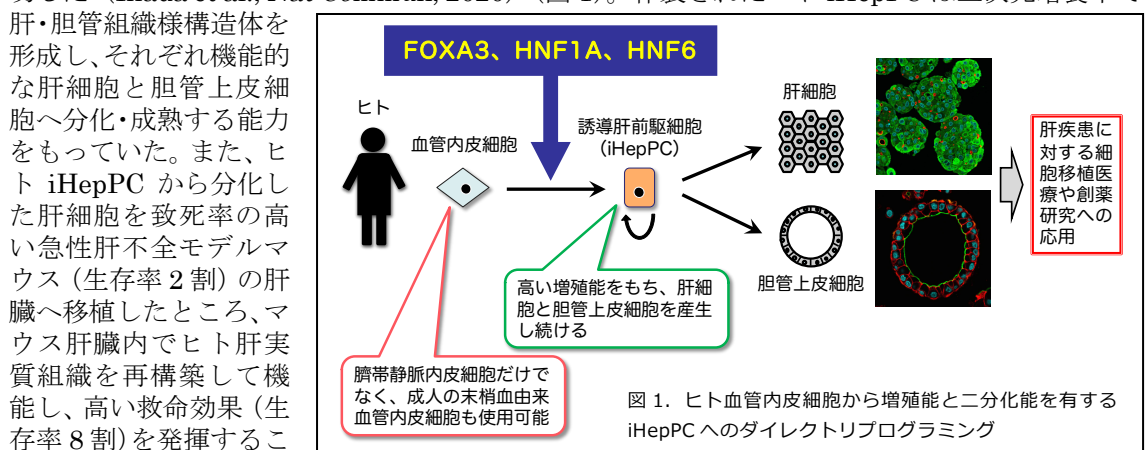 肝・胆管組織様構造体を
形成し、それぞれ機能的
な肝細胞と胆管上皮細
胞へ分化・成熟する能力
をもっていた。また、ヒ
ト iHepPC から分化し
た肝細胞を致死率の高
い急性肝不全モデルマ
ウス（生存率 2 割）の肝
臓へ移植したところ、マ
ウス肝臓内でヒト肝実
質組織を再構築して機
能し、高い救命効果（生
存率 8 割）を発揮するこ
FOXA3、HNF1A、HNF6
ヒト
血管内皮細胞
誘導肝前駆細胞
（iHepPC）
肝細胞
胆管上皮細胞
肝疾患に
対する細
胞移植医
療や創薬
研究への
応用
高い増殖能をもち、肝細
胞と胆管上皮細胞を産生
し続ける
臍帯静脈内皮細胞だけで
なく、成人の末梢血由来
血管内皮細胞も使用可能
図 1. ヒト血管内皮細胞から増殖能と二分化能を有する
iHepPC へのダイレクトリプログラミング